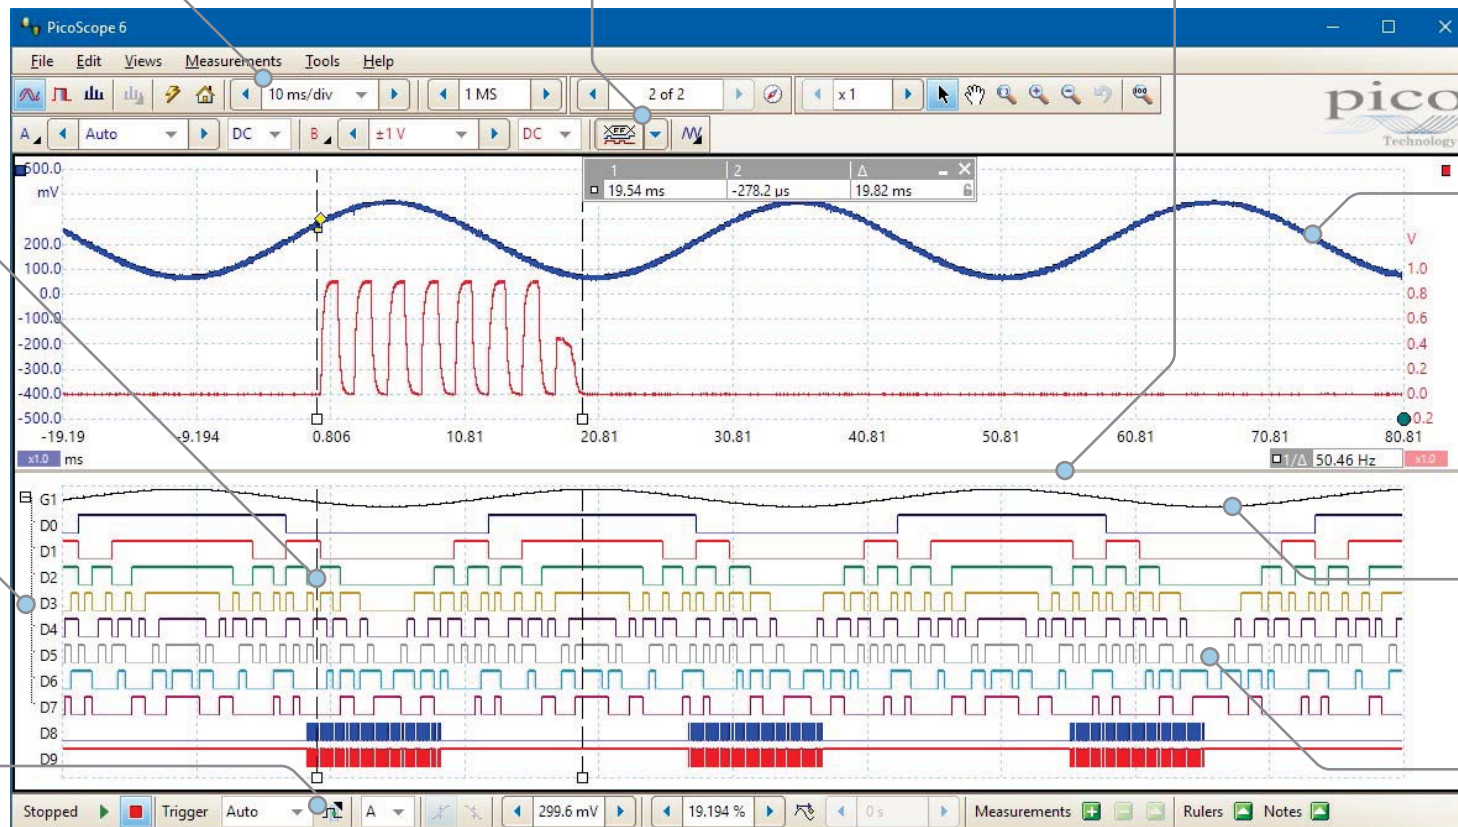 PicoScope 6
File Edit Views Measurements Tools Help
10 ms/div 1 MS 2 of 2 x 1
pico
Technology
A Auto DC B ±1 V DC
1 2 Δ
19.54 ms -278.2 µs 19.82 ms
500.0
mV
200.0
100.0
0.0
-100.0
-200.0
-300.0
-400.0
-500.0
V
1.0
0.8
0.6
0.4
0.2
0.0
0.2
-19.19 -9.194 0.806 10.81 20.81 30.81 40.81 50.81 60.81 70.81 80.81
x1.0 ms 1/Δ 50.46 Hz x1.0
G1
D0
D1
D2
D3
D4
D5
D6
D7
D8
D9
Stopped Trigger Auto A 299.6 mV 19.194 % 0 s Measurements Rulers Notes